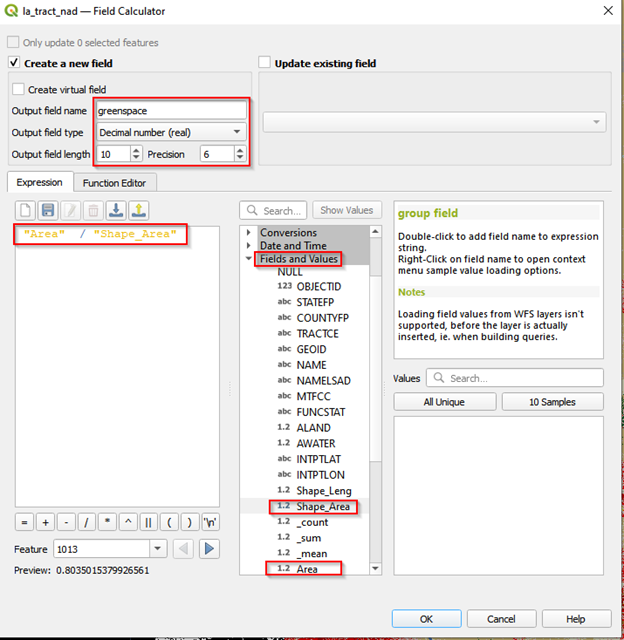 la_tract_nad — Field Calculator
Only update 0 selected features
Create a new field
Update existing field
Create virtual field
Output field name greenspace
Output field type Decimal number (real)
Output field length 10 Precision 6
Expression Function Editor
Search... Show Values
"Area" / "Shape_Area"
Conversions
Date and Time
Fields and Values
NULL
123 OBJECTID
abc STATEFP
abc COUNTYFP
abc TRACTCE
abc GEOID
abc NAME
abc NAMELSAD
abc MTFCC
abc FUNCSTAT
1.2 ALAND
1.2 AWATER
abc INTPTLAT
abc INTPTLON
1.2 Shape_Leng
1.2 Shape_Area
1.2 _count
1.2 _sum
1.2 _mean
1.2 Area
group field
Double-click to add field name to expression
string.
Right-Click on field name to open context
menu sample value loading options.
Notes
Loading field values from WFS layers isn't
supported, before the layer is actually
inserted, ie. when building queries.
Values Search...
All Unique 10 Samples
= + - / * ^ || ( ) '\n'
Feature 1013
Preview: 0.8035015379926561
OK Cancel Help